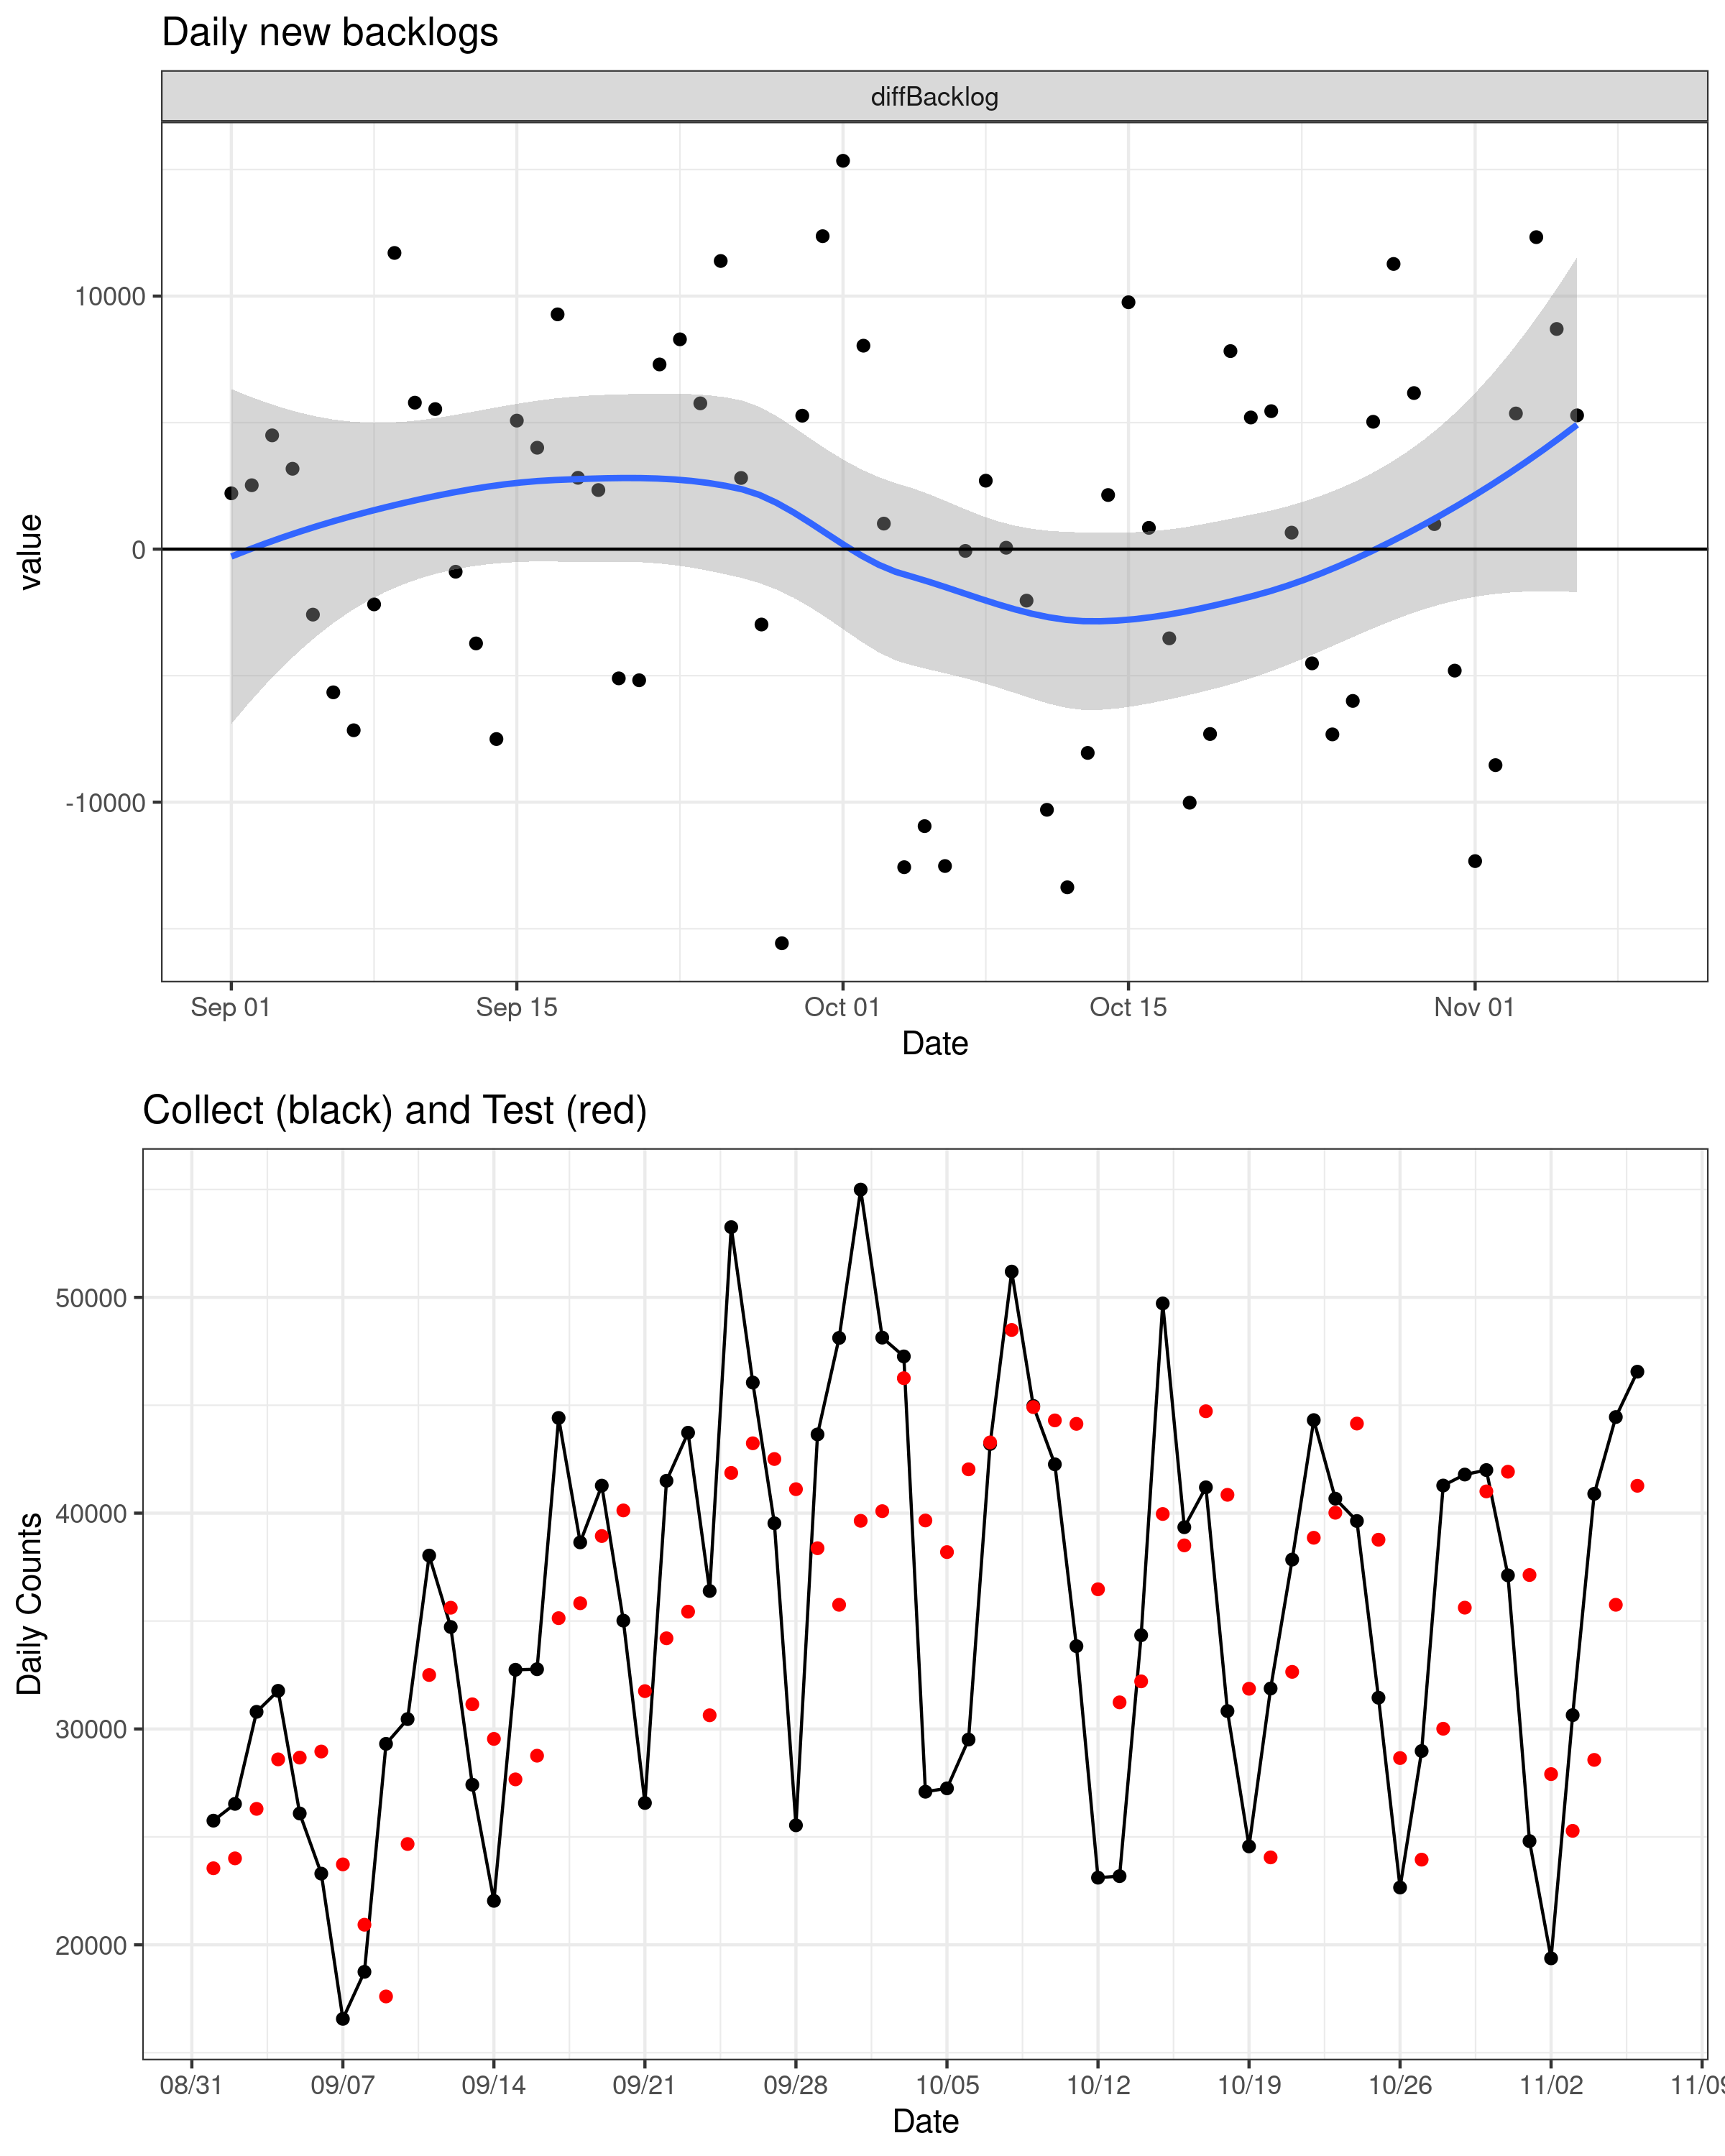 Daily new backlogs
diffBacklog
10000
0
-10000
value
Sep 01 Sep 15 Oct 01 Oct 15 Nov 01
Date
Collect (black) and Test (red)
50000
40000
30000
20000
Daily Counts
08/31 09/07 09/14 09/21 09/28 10/05 10/12 10/19 10/26 11/02 11/09
Date